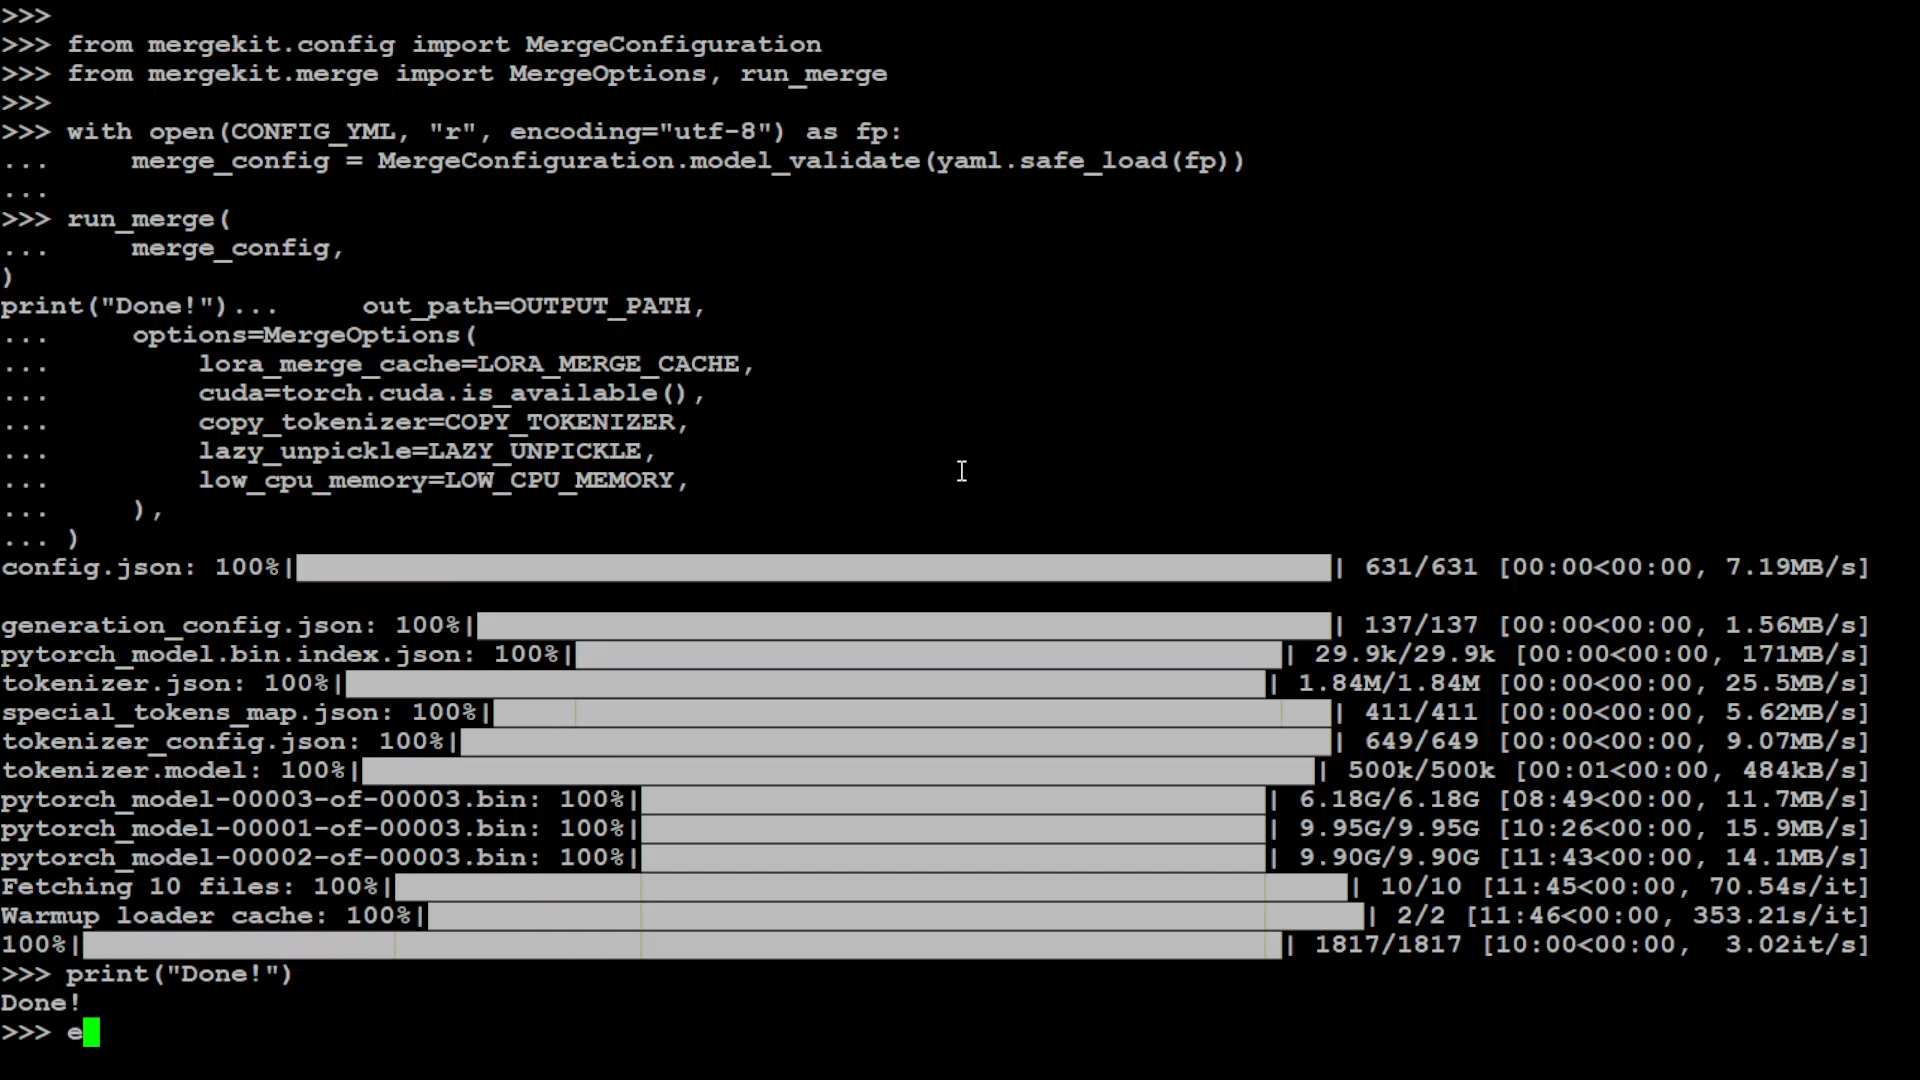 >>>
>>> from mergekit.config import MergeConfiguration
>>> from mergekit.merge import MergeOptions, run_merge
>>>
>>> with open(CONFIG_YML, "r", encoding="utf-8") as fp:
...     merge_config = MergeConfiguration.model_validate(yaml.safe_load(fp))
...
>>> run_merge(
...     merge_config,
)
print("Done!")...     out_path=OUTPUT_PATH,
...     options=MergeOptions(
...         lora_merge_cache=LORA_MERGE_CACHE,
...         cuda=torch.cuda.is_available(),
...         copy_tokenizer=COPY_TOKENIZER,
...         lazy_unpickle=LAZY_UNPICKLE,
...         low_cpu_memory=LOW_CPU_MEMORY,
...     ),
... )
config.json: 100%| | 631/631 [00:00<00:00, 7.19MB/s]
generation_config.json: 100%| | 137/137 [00:00<00:00, 1.56MB/s]
pytorch_model.bin.index.json: 100%| | 29.9k/29.9k [00:00<00:00, 171MB/s]
tokenizer.json: 100%| | 1.84M/1.84M [00:00<00:00, 25.5MB/s]
special_tokens_map.json: 100%| | 411/411 [00:00<00:00, 5.62MB/s]
tokenizer_config.json: 100%| | 649/649 [00:00<00:00, 9.07MB/s]
tokenizer.model: 100%| | 500k/500k [00:01<00:00, 484kB/s]
pytorch_model-00003-of-00003.bin: 100%| | 6.18G/6.18G [08:49<00:00, 11.7MB/s]
pytorch_model-00001-of-00003.bin: 100%| | 9.95G/9.95G [10:26<00:00, 15.9MB/s]
pytorch_model-00002-of-00003.bin: 100%| | 9.90G/9.90G [11:43<00:00, 14.1MB/s]
Fetching 10 files: 100%| | 10/10 [11:45<00:00, 70.54s/it]
Warmup loader cache: 100%| | 2/2 [11:46<00:00, 353.21s/it]
100%| | 1817/1817 [10:00<00:00,  3.02it/s]
>>> print("Done!")
Done!
>>> e